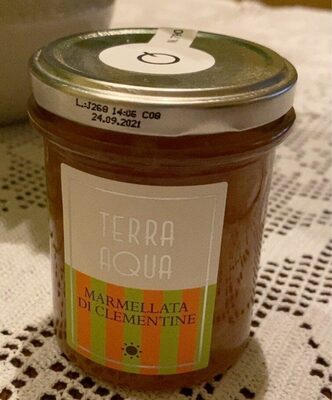 L.:J268 14:06 C08
24.09.2021
TERRA
AQUA
MARMELLATA
DI CLEMENTINE